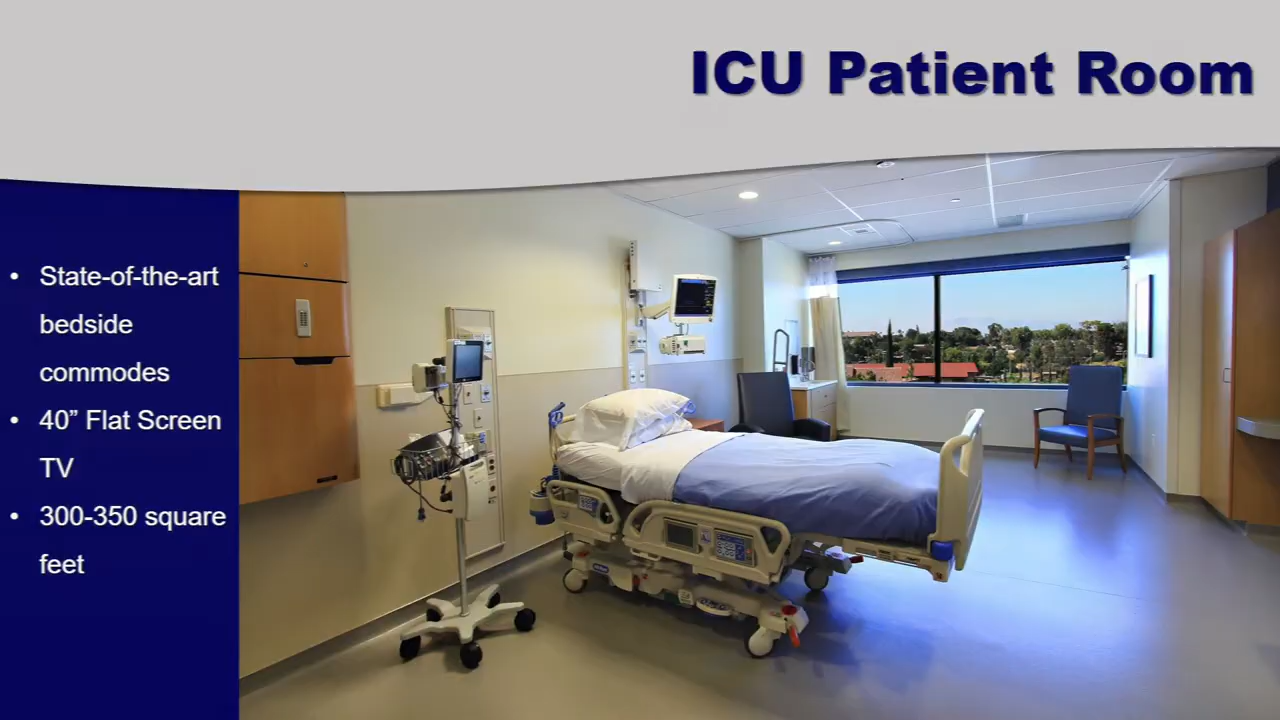 ICU Patient Room
• State-of-the-art
bedside
commodes
• 40” Flat Screen
TV
• 300-350 square
feet